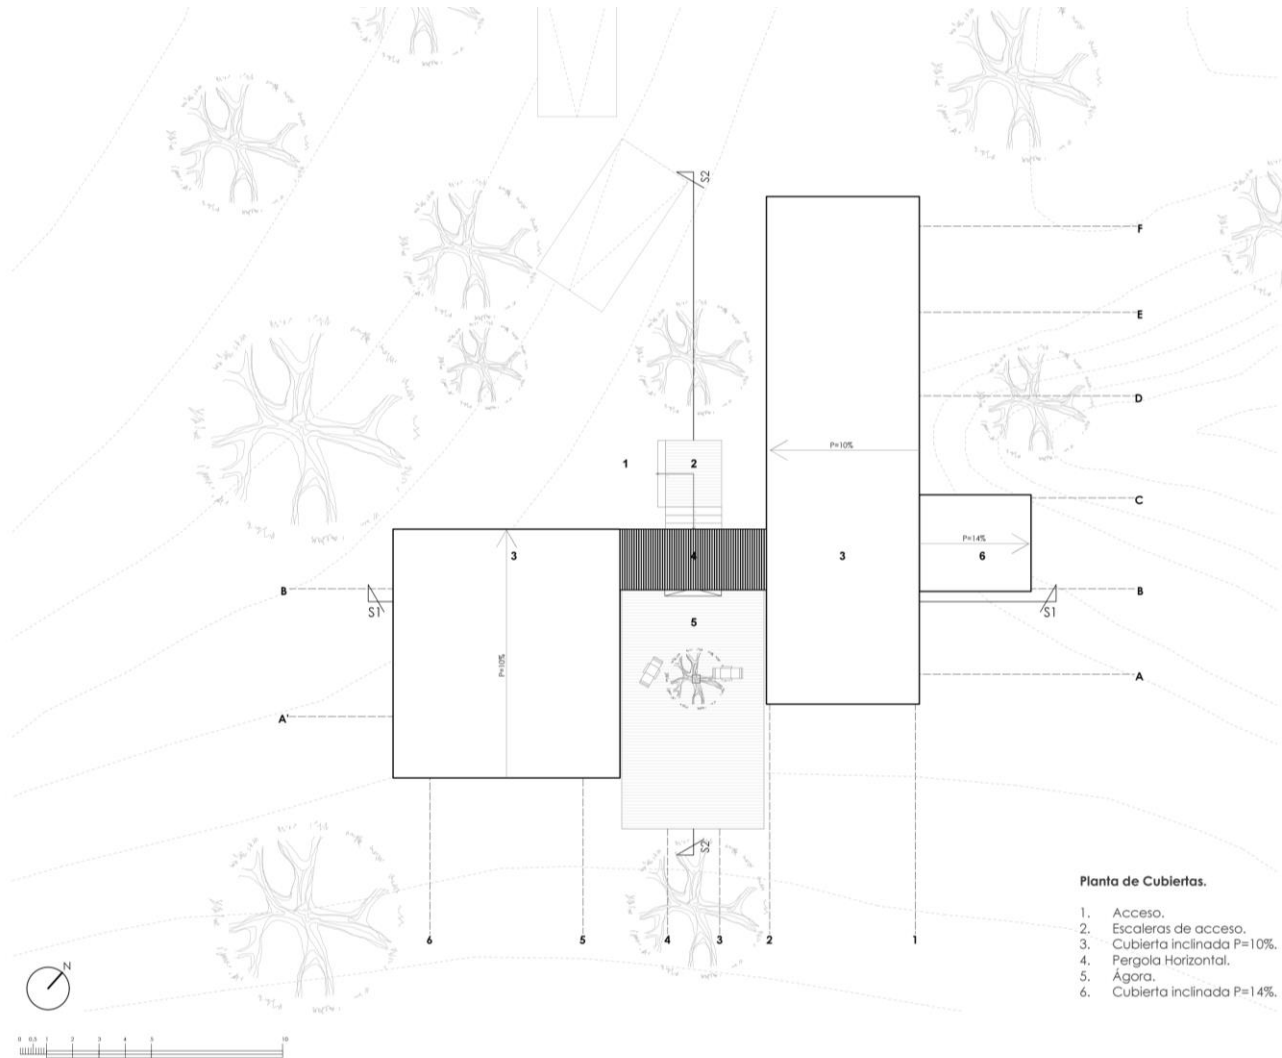 S2
F
E
D
P=10%
1
2
C
3
4
3
P=14%
6
B
S1
B
S1
5
P=10%
A
A'
S2
6
5
4
3
2
1
Planta de Cubiertas.
1. Acceso.
2. Escaleras de acceso.
3. Cubierta inclinada P=10%.
4. Pergola Horizontal.
5. Ágora.
6. Cubierta inclinada P=14%.
N
0 0,5 1 2 3 4 5 10